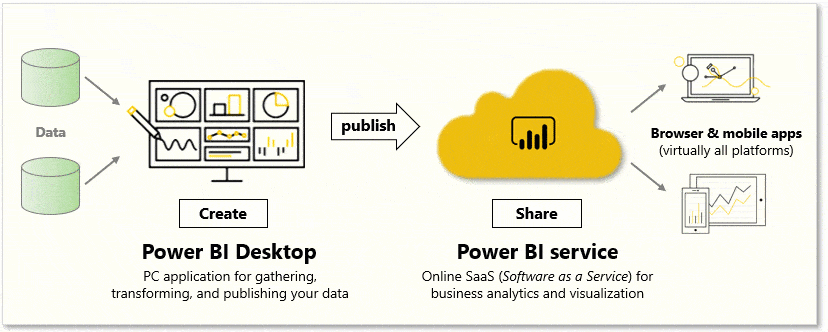 Data
publish
Create
Power BI Desktop
PC application for gathering,
transforming, and publishing your data
Share
Power BI service
Online SaaS (Software as a Service) for
business analytics and visualization
Browser & mobile apps
(virtually all platforms)